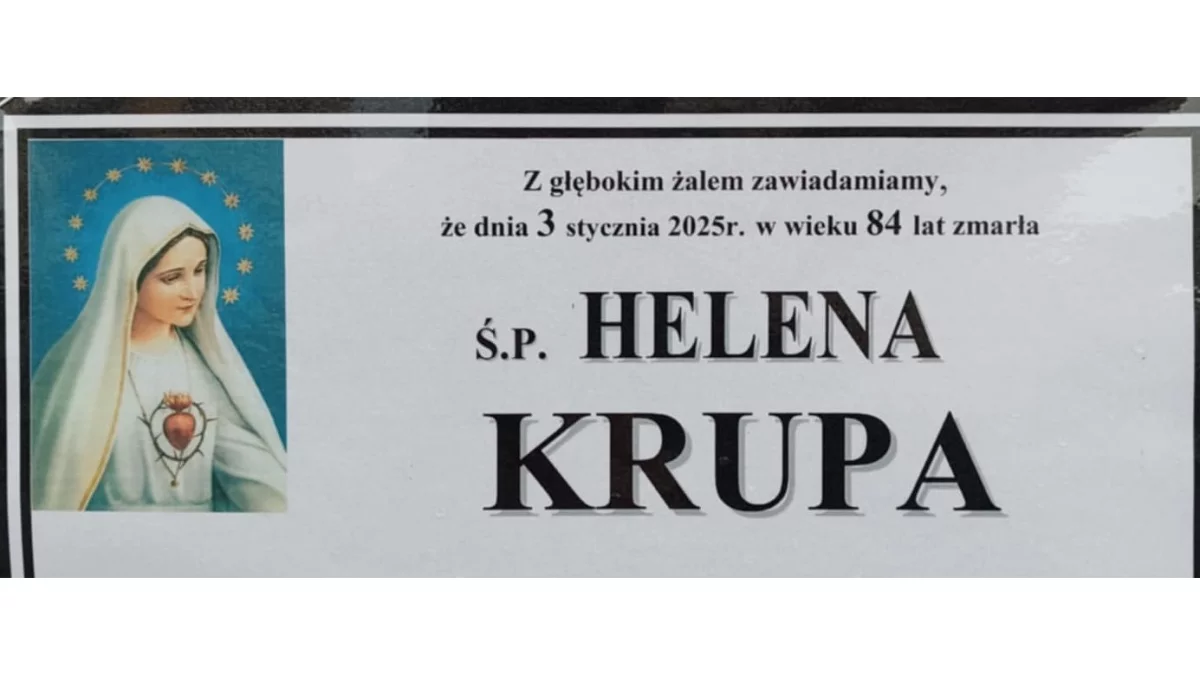 Z głębokim żalem zawiadamiamy,
że dnia 3 stycznia 2025r. w wieku 84 lat zmarła
Ś.P. HELENA
KRUPA